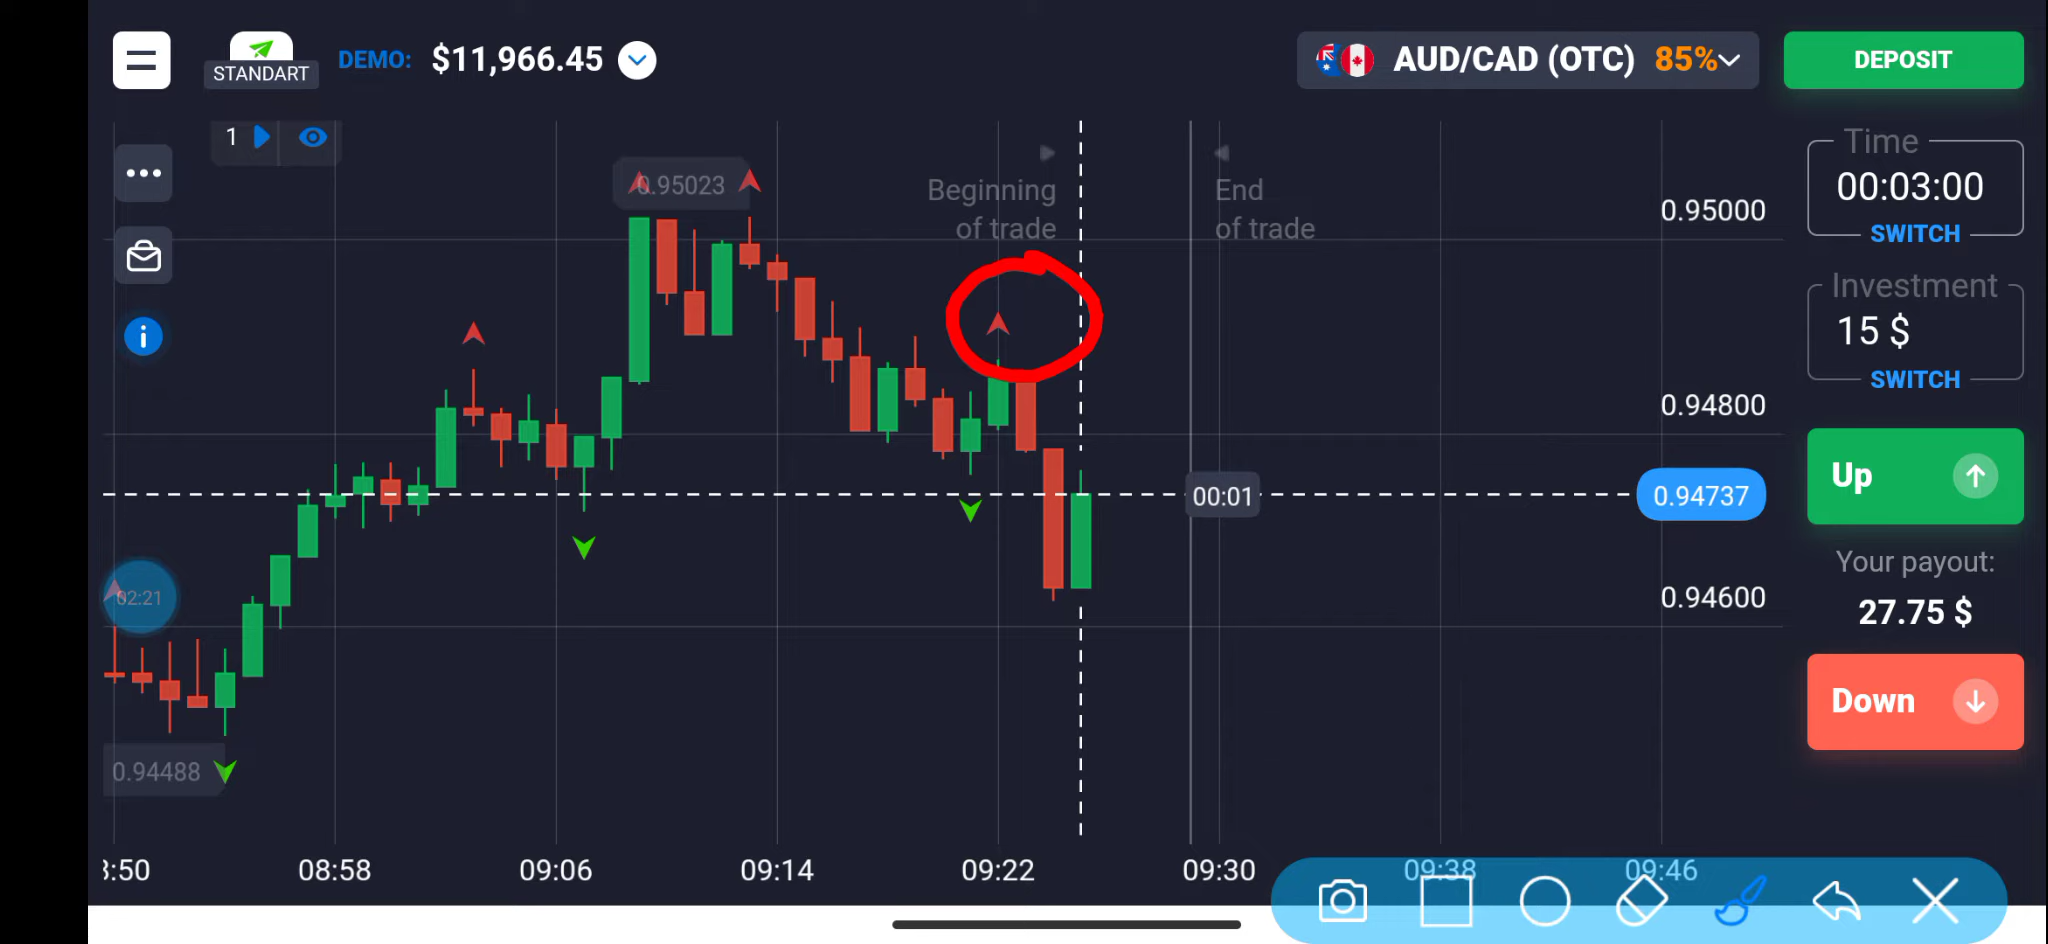 STANDART
DEMO: $11,966.45
AUD/CAD (OTC) 85%
DEPOSIT
1
0.95023
Beginning
of trade
End
of trade
0.95000
0.94800
0.94737
0.94600
00:01
02:21
0.94488
Time
00:03:00
SWITCH
Investment
15 $
SWITCH
Up
Your payout:
27.75 $
Down
:50
08:58
09:06
09:14
09:22
09:30
09:38
09:46